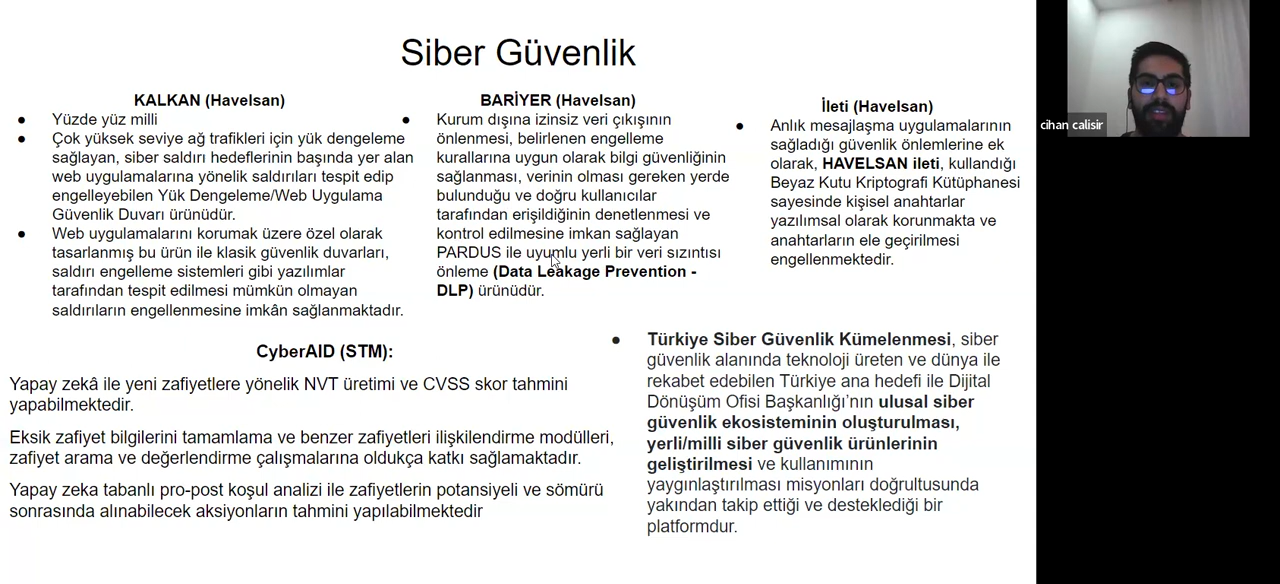 Siber Güvenlik
KALKAN (Havelsan)
Yüzde yüz milli
Çok yüksek seviye ağ trafikleri için yük dengeleme
sağlayan, siber saldırı hedeflerinin başında yer alan
web uygulamalarına yönelik saldırıları tespit edip
engelleyebilen Yük Dengeleme/Web Uygulama
Güvenlik Duvarı ürünüdür.
Web uygulamalarını korumak üzere özel olarak
tasarlanmış bu ürün ile klasik güvenlik duvarları,
saldırı engelleme sistemleri gibi yazılımlar
tarafından tespit edilmesi mümkün olmayan
saldırıların engellenmesine imkân sağlanmaktadır.
BARİYER (Havelsan)
Kurum dışına izinsiz veri çıkışının
önlenmesi, belirlenen engelleme
kurallarına uygun olarak bilgi güvenliğinin
sağlanması, verinin olması gereken yerde
bulunduğu ve doğru kullanıcılar
tarafından erişildiğinin denetlenmesi ve
kontrol edilmesine imkan sağlayan
PARDUS ile uyumlu yerli bir veri sızıntısı
önleme (Data Leakage Prevention -
DLP) ürünüdür.
İleti (Havelsan)
Anlık mesajlaşma uygulamalarının
sağladığı güvenlik önlemlerine ek
olarak, HAVELSAN ileti, kullandığı
Beyaz Kutu Kriptografi Kütüphanesi
sayesinde kişisel anahtarlar
yazılımsal olarak korunmakta ve
anahtarların ele geçirilmesi
engellenmektedir.
CyberAID (STM):
Yapay zekâ ile yeni zafiyetlere yönelik NVT üretimi ve CVSS skor tahmini
yapabilmektedir.
Eksik zafiyet bilgilerini tamamlama ve benzer zafiyetleri ilişkilendirme modülleri,
zafiyet arama ve değerlendirme çalışmalarına oldukça katkı sağlamaktadır.
Yapay zeka tabanlı pro-post koşul analizi ile zafiyetlerin potansiyeli ve sömürü
sonrasında alınabilecek aksiyonların tahmini yapılabilmektedir
Türkiye Siber Güvenlik Kümelenmesi, siber
güvenlik alanında teknoloji üreten ve dünya ile
rekabet edebilen Türkiye ana hedefi ile Dijital
Dönüşüm Ofisi Başkanlığı’nın ulusal siber
güvenlik ekosisteminin oluşturulması,
yerli/milli siber güvenlik ürünlerinin
geliştirilmesi ve kullanımının
yaygınlaştırılması misyonları doğrultusunda
yakından takip ettiği ve desteklediği bir
platformdur.
cihan calisir